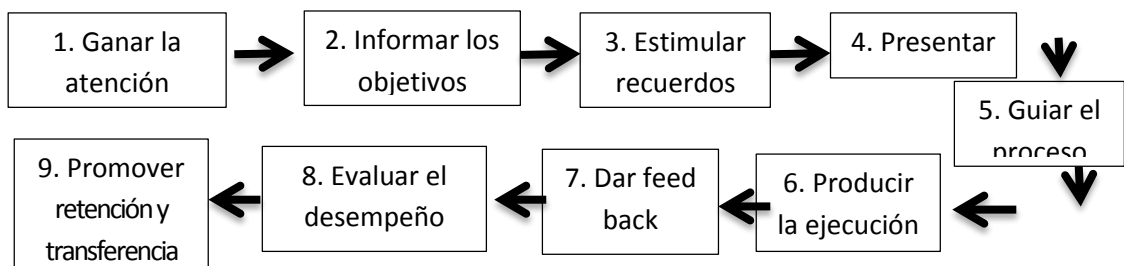 1. Ganar la
atención
2. Informar los
objetivos
3. Estimular
recuerdos
4. Presentar
5. Guiar el
proceso
6. Producir
la ejecución
7. Dar feed
back
8. Evaluar el
desempeño
9. Promover
retención y
transferencia